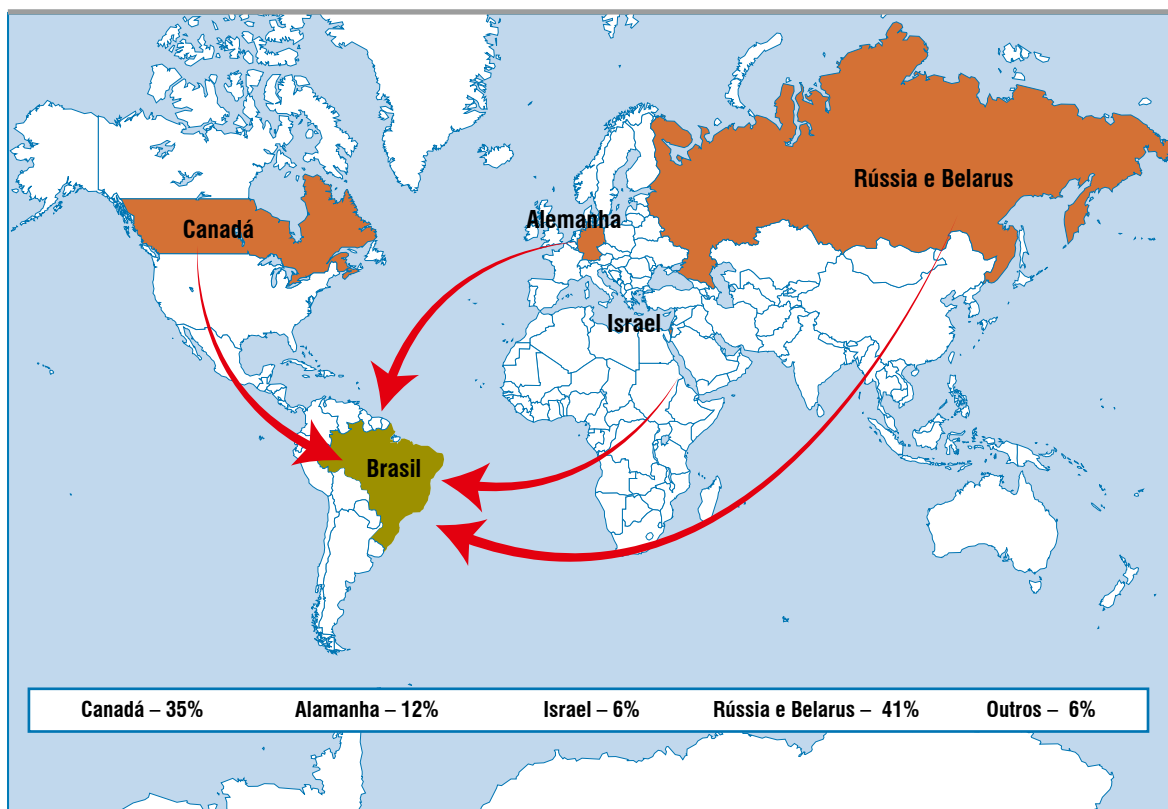 Rússia e Belarus
Alemanha
Canadá
Israel
Brasil
Canadá – 35% Alamanha – 12% Israel – 6% Rússia e Belarus – 41% Outros – 6%